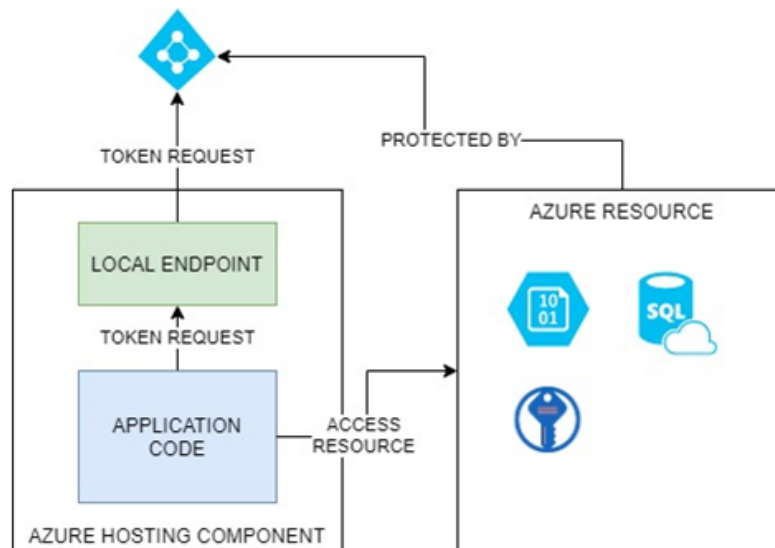 TOKEN REQUEST
PROTECTED BY
AZURE RESOURCE
LOCAL ENDPOINT
10
01
SQL
TOKEN REQUEST
APPLICATION
CODE
ACCESS
RESOURCE
AZURE HOSTING COMPONENT